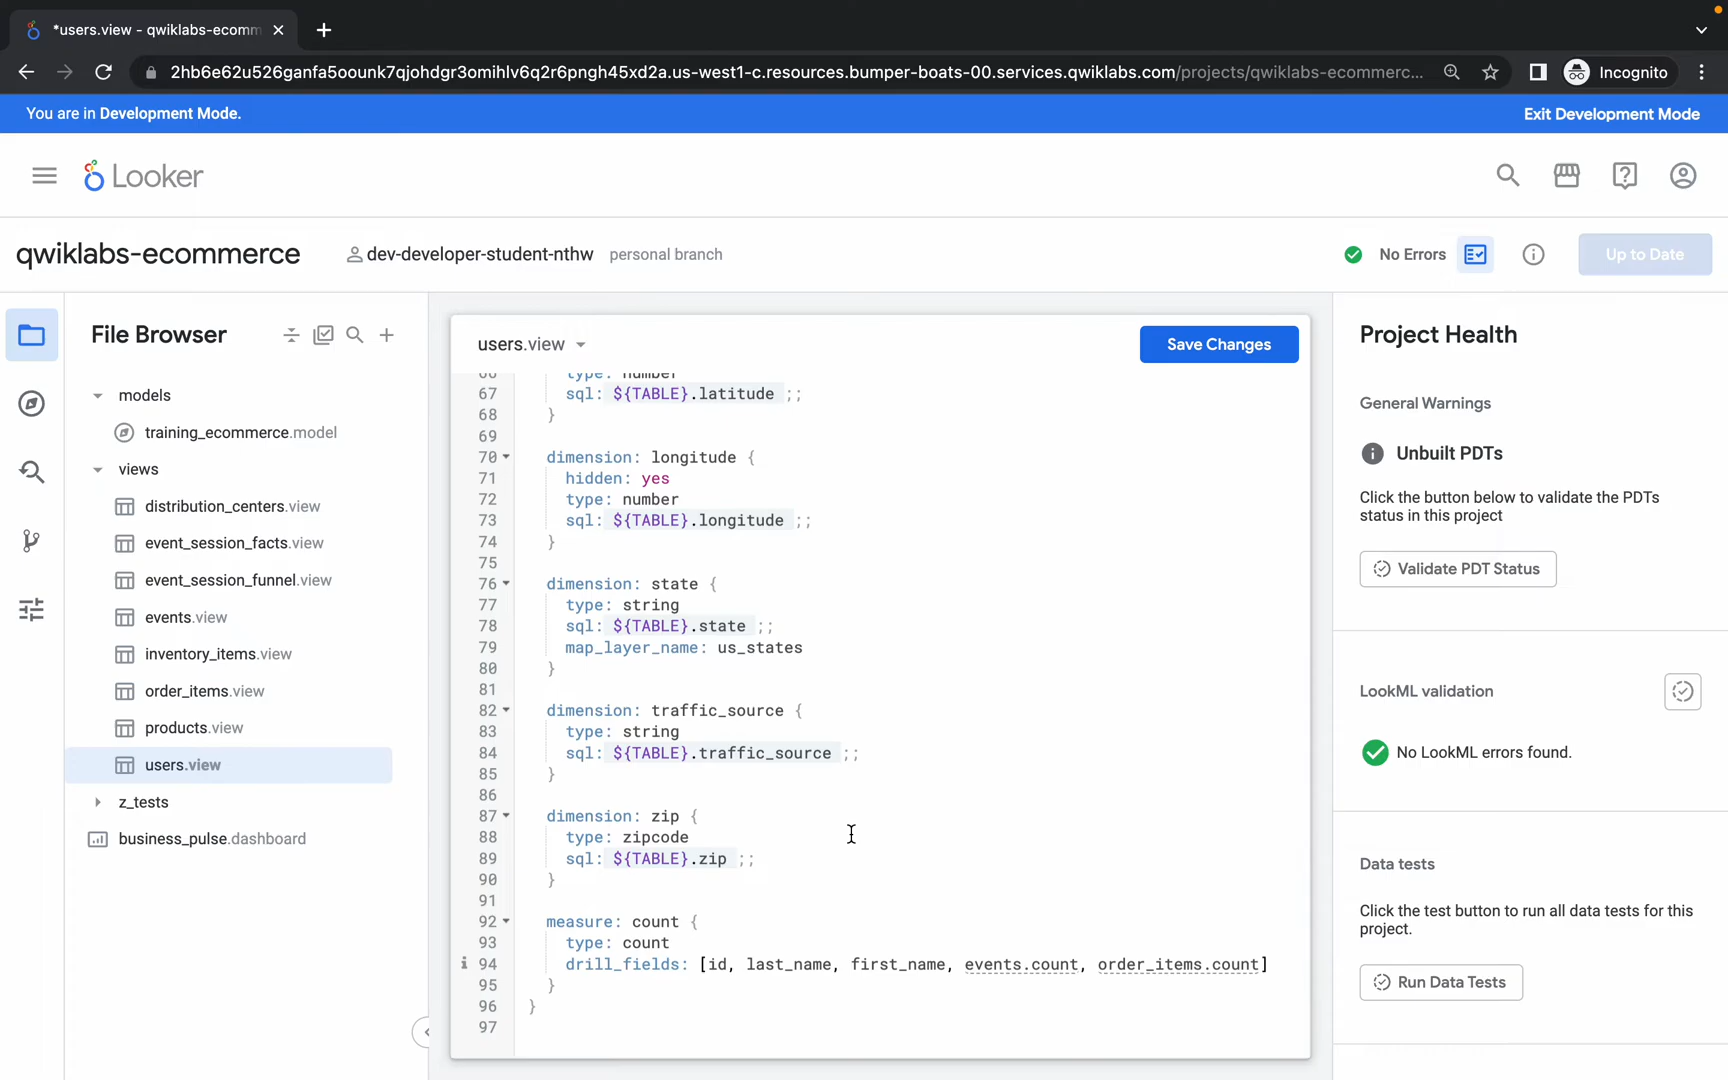 *users.view - qwiklabs-ecomm
2hb6e62u526ganfa5oounk7qjohdgr3omihlv6q2r6pngh45xd2a.us-west1-c.resources.bumper-boats-00.services.qwiklabs.com/projects/qwiklabs-ecommerc...
Incognito
You are in Development Mode.
Exit Development Mode
Looker
qwiklabs-ecommerce
dev-developer-student-nthw personal branch
No Errors
Up to Date
File Browser
models
training_ecommerce.model
views
distribution_centers.view
event_session_facts.view
event_session_funnel.view
events.view
inventory_items.view
order_items.view
products.view
users.view
z_tests
business_pulse.dashboard
users.view
Save Changes
66 type: number
67 sql: ${TABLE}.latitude ;;
68 }
69
70 dimension: longitude {
71 hidden: yes
72 type: number
73 sql: ${TABLE}.longitude ;;
74 }
75
76 dimension: state {
77 type: string
78 sql: ${TABLE}.state ;;
79 map_layer_name: us_states
80 }
81
82 dimension: traffic_source {
83 type: string
84 sql: ${TABLE}.traffic_source ;;
85 }
86
87 dimension: zip {
88 type: zipcode
89 sql: ${TABLE}.zip ;;
90 }
91
92 measure: count {
93 type: count
94 drill_fields: [id, last_name, first_name, events.count, order_items.count]
95 }
96 }
97
Project Health
General Warnings
Unbuilt PDTs
Click the button below to validate the PDTs
status in this project
Validate PDT Status
LookML validation
No LookML errors found.
Data tests
Click the test button to run all data tests for this
project.
Run Data Tests